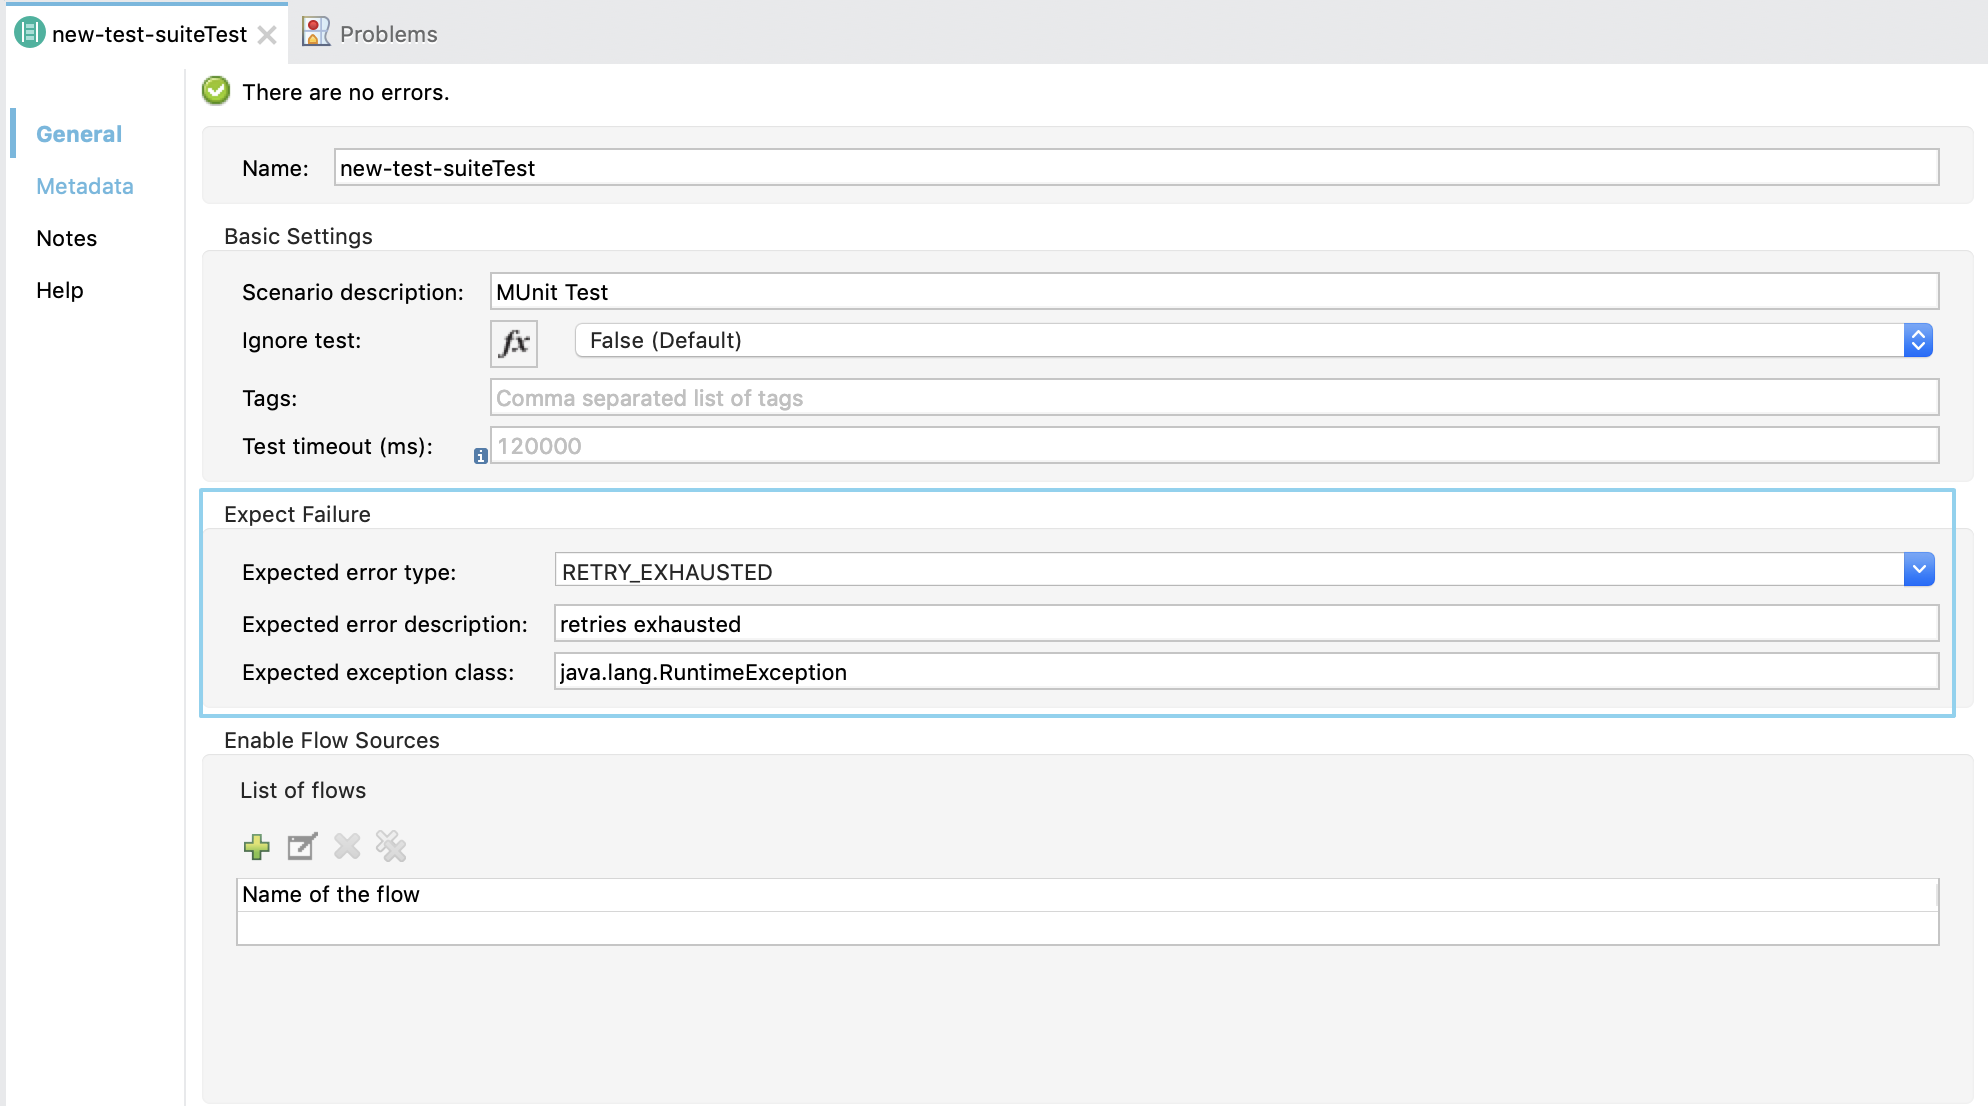 new-test-suiteTest
Problems
There are no errors.
General
Metadata
Notes
Help
Name: new-test-suiteTest
Basic Settings
Scenario description: MUnit Test
Ignore test: fx False (Default)
Tags: Comma separated list of tags
Test timeout (ms): i 120000
Expect Failure
Expected error type: RETRY_EXHAUSTED
Expected error description: retries exhausted
Expected exception class: java.lang.RuntimeException
Enable Flow Sources
List of flows
Name of the flow